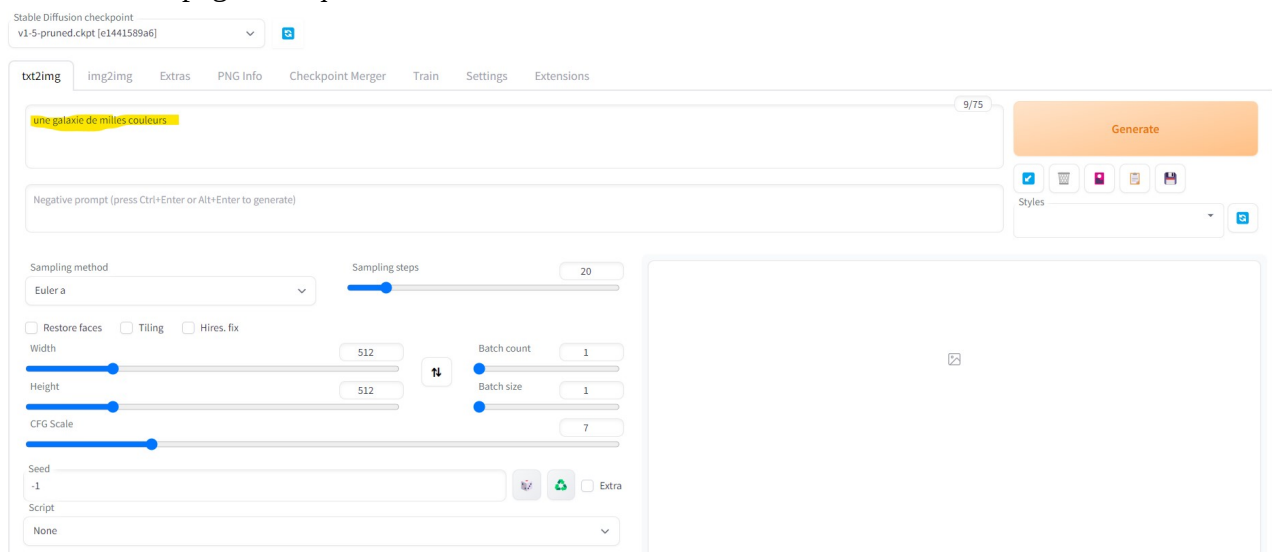 Stable Diffusion checkpoint
v1-5-pruned.ckpt [e1441589a6]
txt2img img2img Extras PNG Info Checkpoint Merger Train Settings Extensions
9/75
une galaxie de milles couleurs
Generate
Negative prompt (press Ctrl+Enter or Alt+Enter to generate)
Styles
Sampling method
Euler a
Sampling steps
20
Restore faces Tiling Hires. fix
Width
512
Batch count
1
Height
512
Batch size
1
CFG Scale
7
Seed
-1
Extra
Script
None